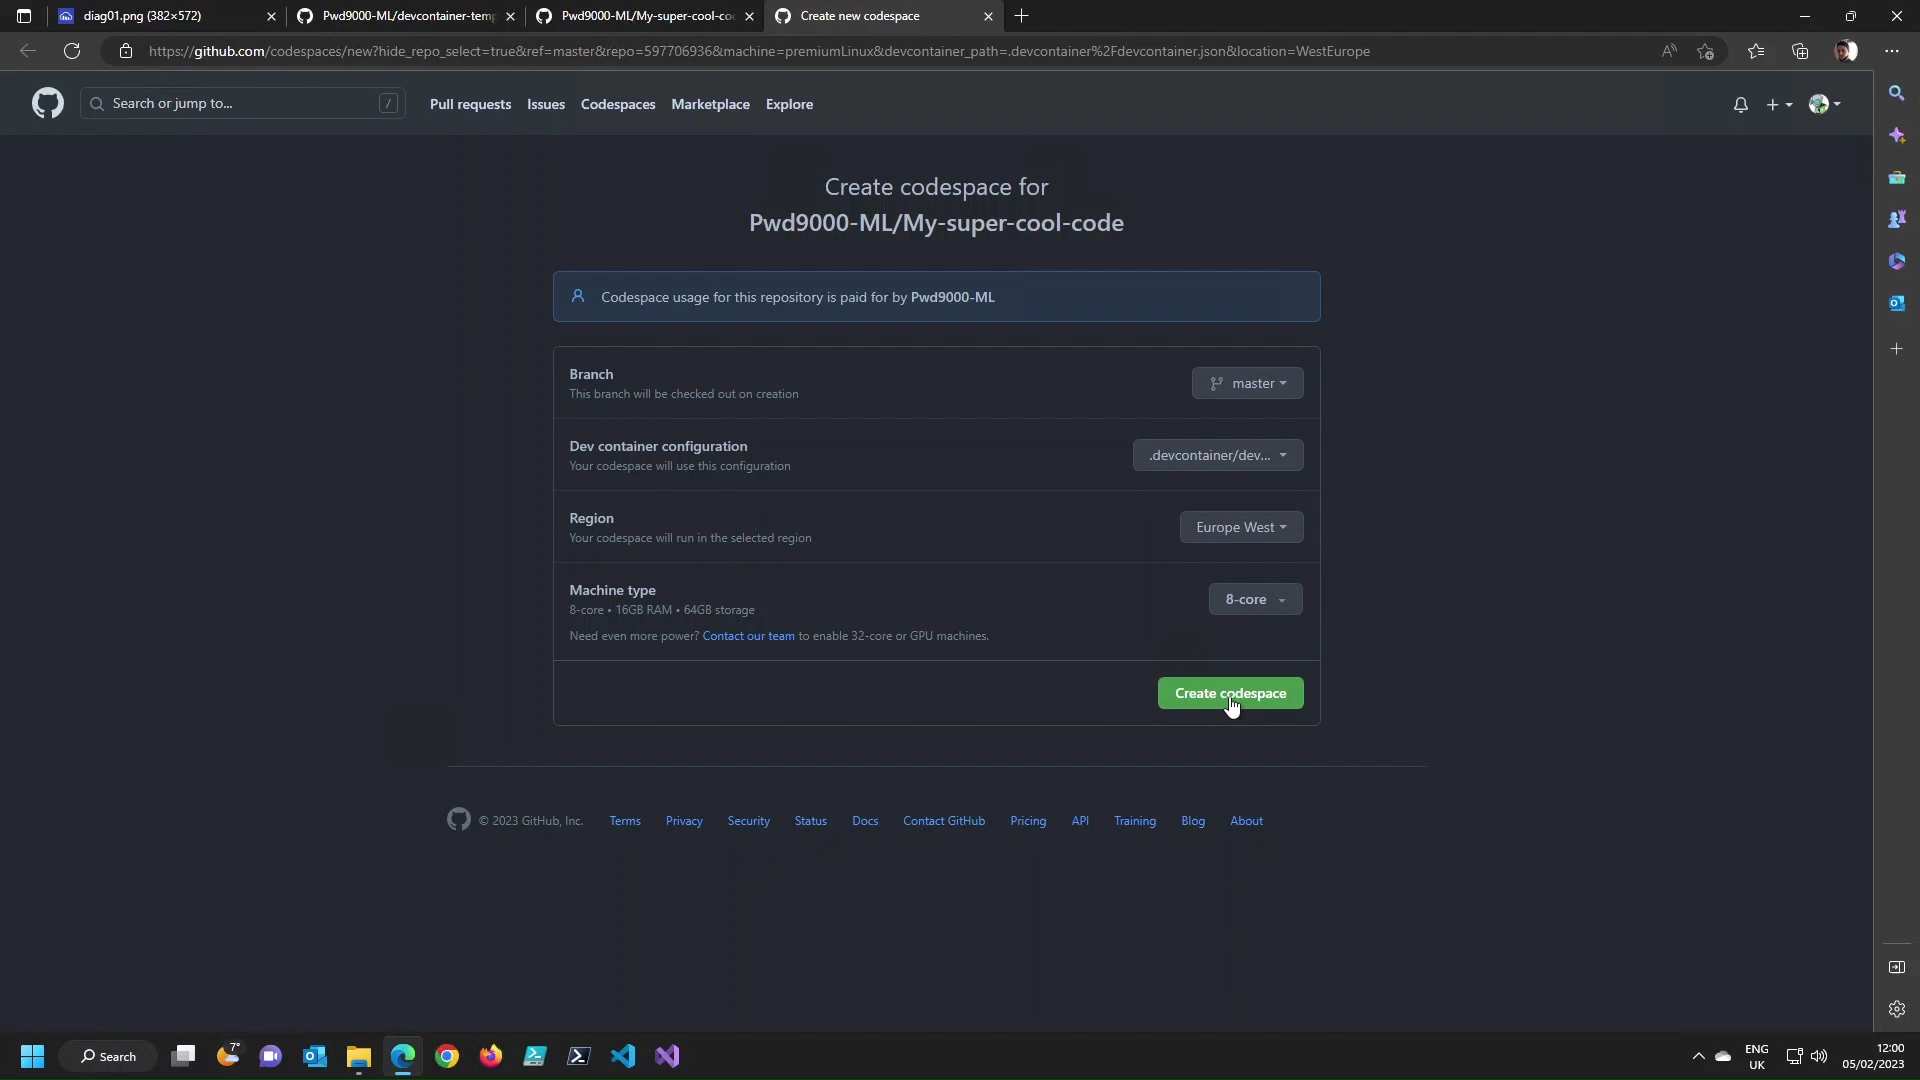 diag01.png (382×572)
Pwd9000-ML/devcontainer-temp
Pwd9000-ML/My-super-cool-co
Create new codespace
https://github.com/codespaces/new?hide_repo_select=true&ref=master&repo=597706936&machine=premiumLinux&devcontainer_path=.devcontainer%2Fdevcontainer.json&location=WestEurope
Search or jump to...
/
Pull requests
Issues
Codespaces
Marketplace
Explore
Create codespace for
Pwd9000-ML/My-super-cool-code
Codespace usage for this repository is paid for by Pwd9000-ML
Branch
This branch will be checked out on creation
master
Dev container configuration
Your codespace will use this configuration
.devcontainer/dev...
Region
Your codespace will run in the selected region
Europe West
Machine type
8-core • 16GB RAM • 64GB storage
8-core
Need even more power? Contact our team to enable 32-core or GPU machines.
Create codespace
© 2023 GitHub, Inc.
Terms
Privacy
Security
Status
Docs
Contact GitHub
Pricing
API
Training
Blog
About
Search
7°
ENG
UK
12:00
05/02/2023